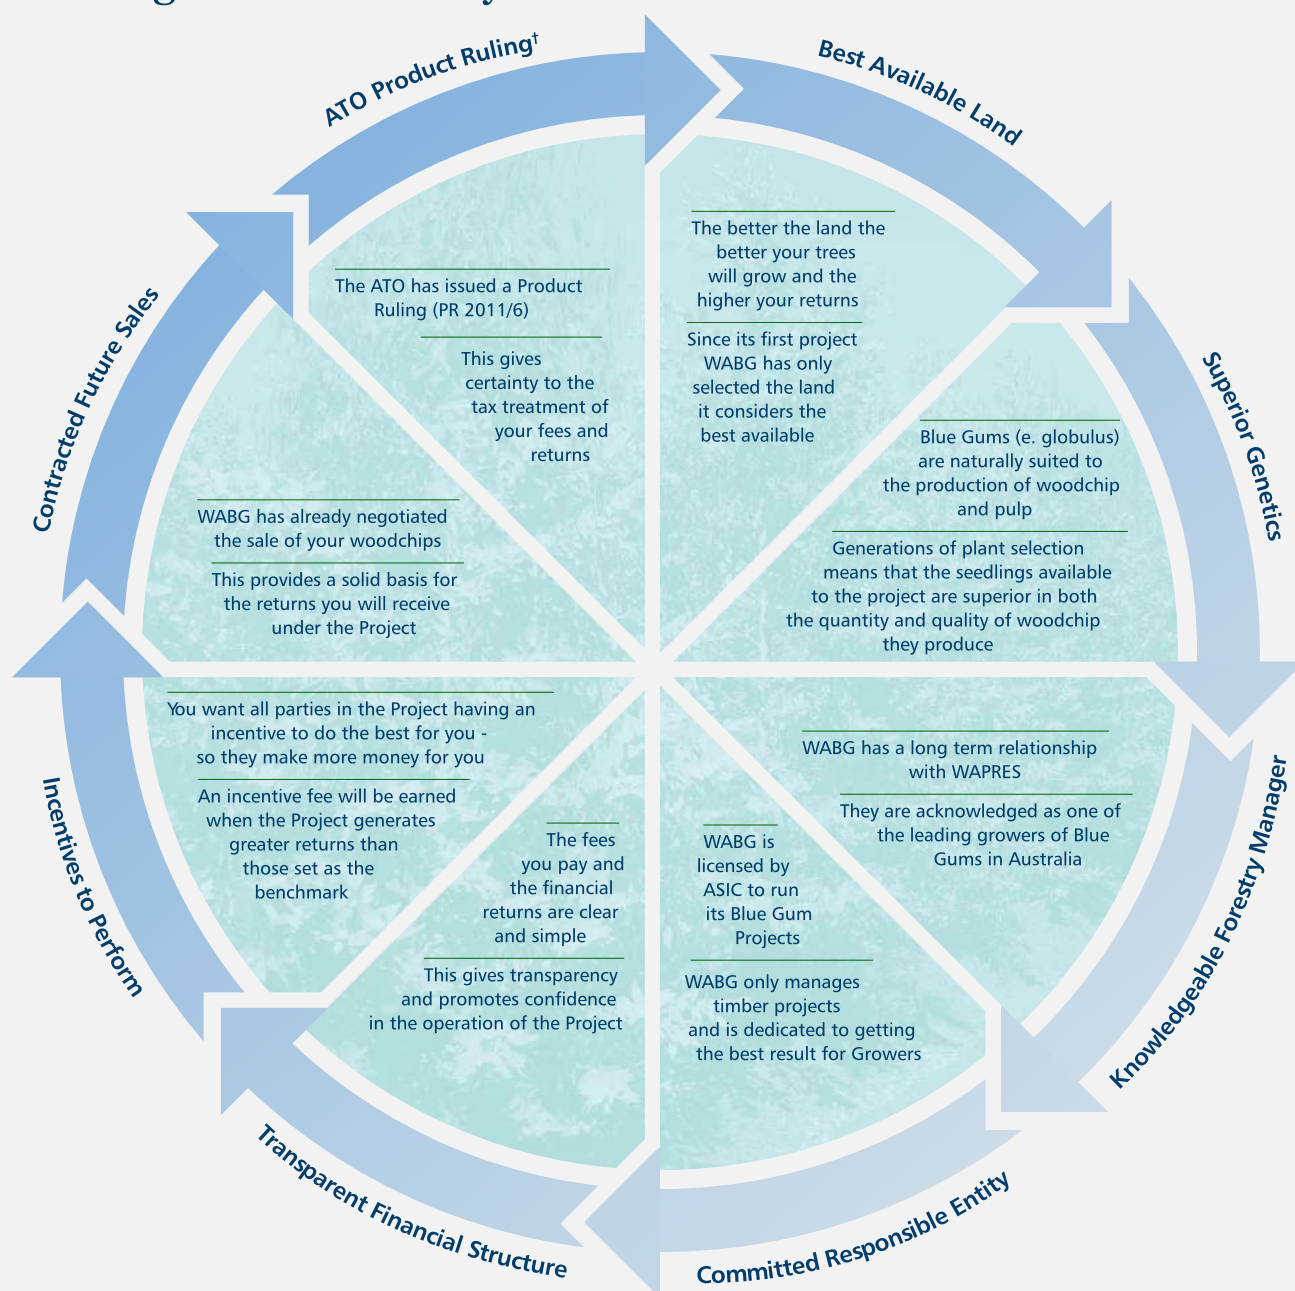 ATO Product Ruling†
The ATO has issued a Product
Ruling (PR 2011/6)
This gives
certainty to the
tax treatment of
your fees and
returns
Best Available Land
The better the land the
better your trees
will grow and the
higher your returns
Since its first project
WABG has only
selected the land
it considers the
best available
Superior Genetics
Blue Gums (e. globulus)
are naturally suited to
the production of woodchip
and pulp
Generations of plant selection
means that the seedlings available
to the project are superior in both
the quantity and quality of woodchip
they produce
Knowledgeable Forestry Manager
WABG has a long term relationship
with WAPRES
They are acknowledged as one of
the leading growers of Blue
Gums in Australia
Committed Responsible Entity
WABG is
licensed by
ASIC to run
its Blue Gum
Projects
WABG only manages
timber projects
and is dedicated to getting
the best result for Growers
Transparent Financial Structure
The fees
you pay and
the financial
returns are clear
and simple
This gives transparency
and promotes confidence
in the operation of the Project
Incentives to Perform
You want all parties in the Project having an
incentive to do the best for you -
so they make more money for you
An incentive fee will be earned
when the Project generates
greater returns than
those set as the
benchmark
Contracted Future Sales
WABG has already negotiated
the sale of your woodchips
This provides a solid basis for
the returns you will receive
under the Project